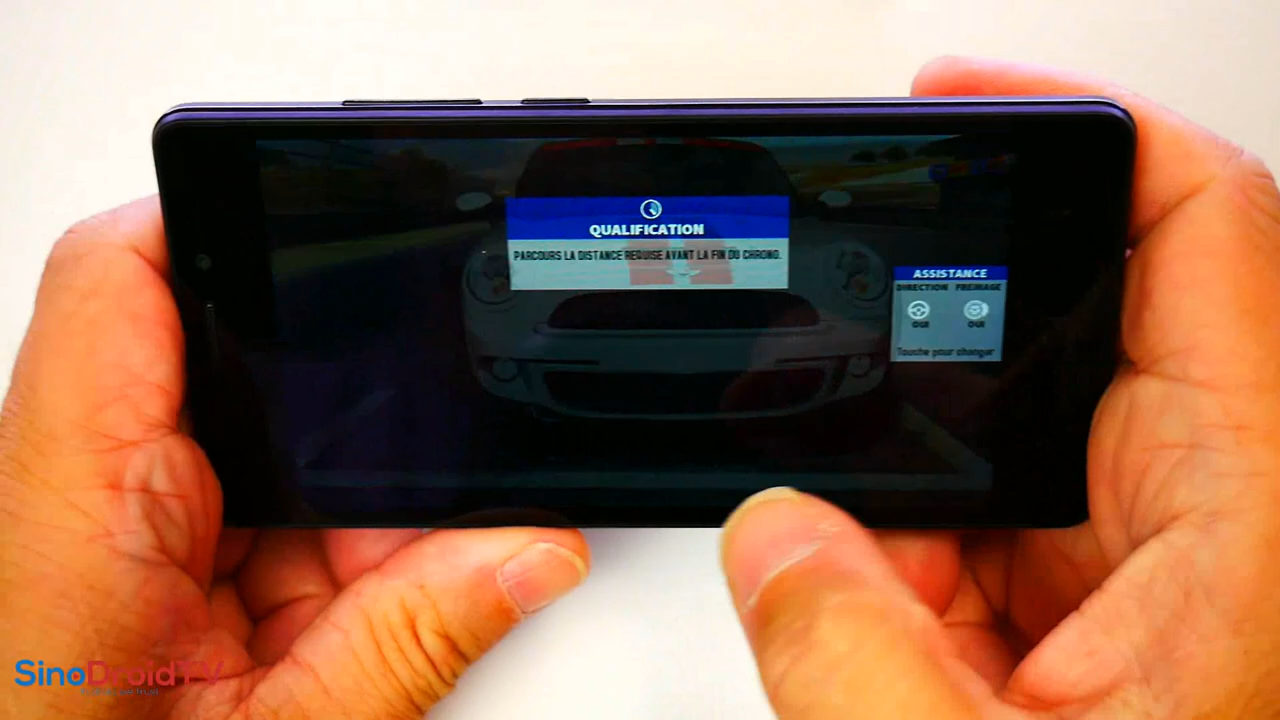 QUALIFICATION
PARCOURS LA DISTANCE REQUISE AVANT LA FIN DU CHRONO.
ASSISTANCE
DIRECTION FREINAGE
OUI OUI
Touche pour changer
SinoDroidTV